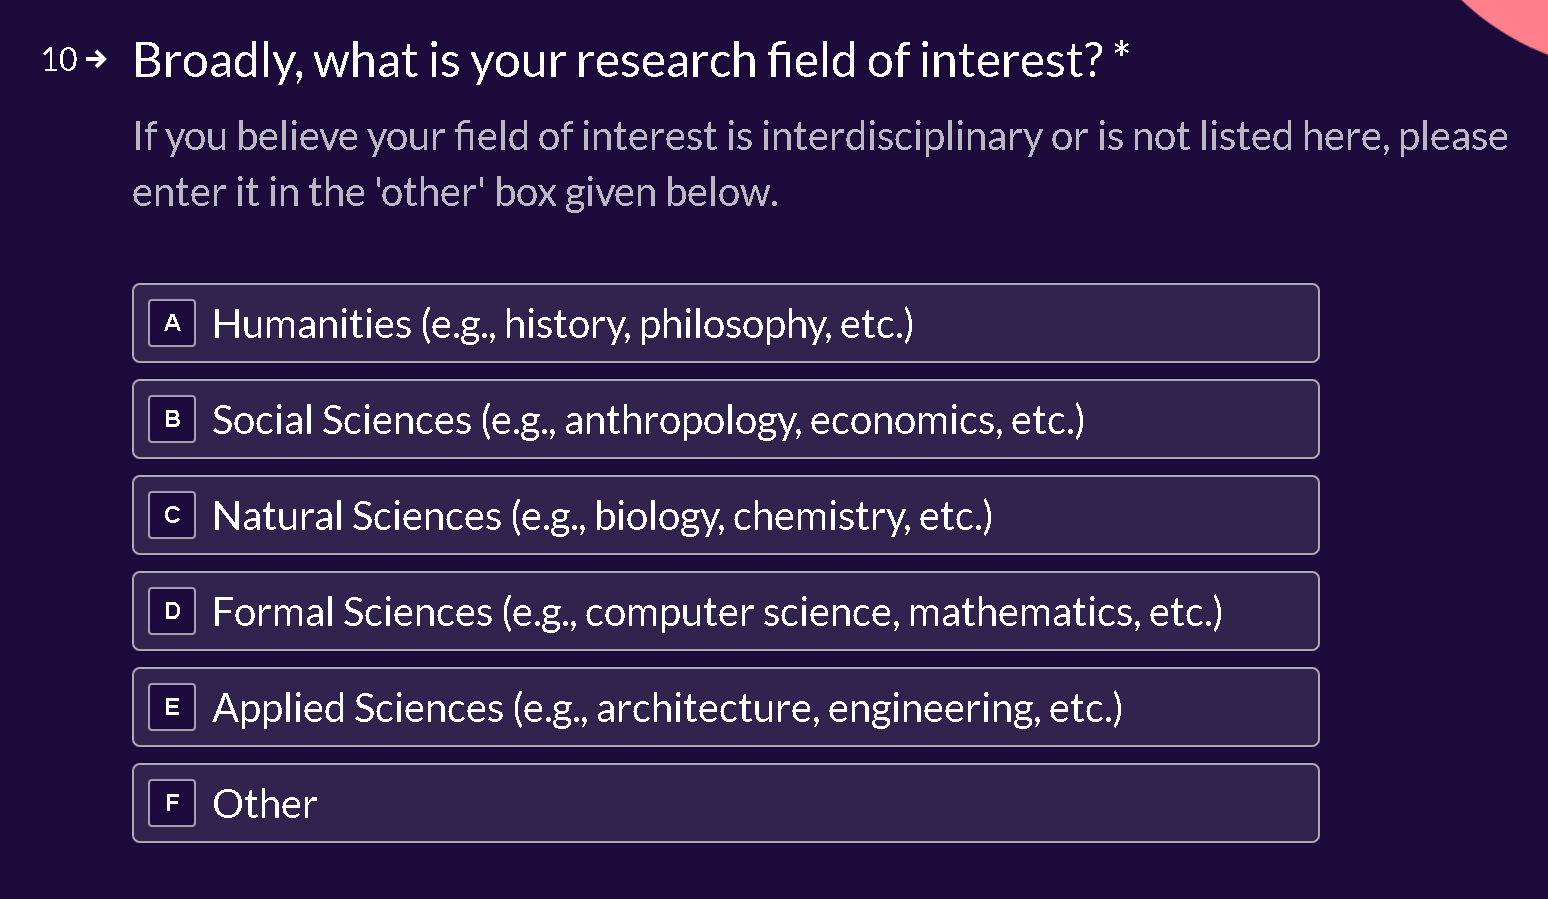 10→ Broadly, what is your research field of interest? *
If you believe your field of interest is interdisciplinary or is not listed here, please
enter it in the 'other' box given below.
A Humanities (e.g., history, philosophy, etc.)
B Social Sciences (e.g., anthropology, economics, etc.)
C Natural Sciences (e.g., biology, chemistry, etc.)
D Formal Sciences (e.g., computer science, mathematics, etc.)
E Applied Sciences (e.g., architecture, engineering, etc.)
F Other